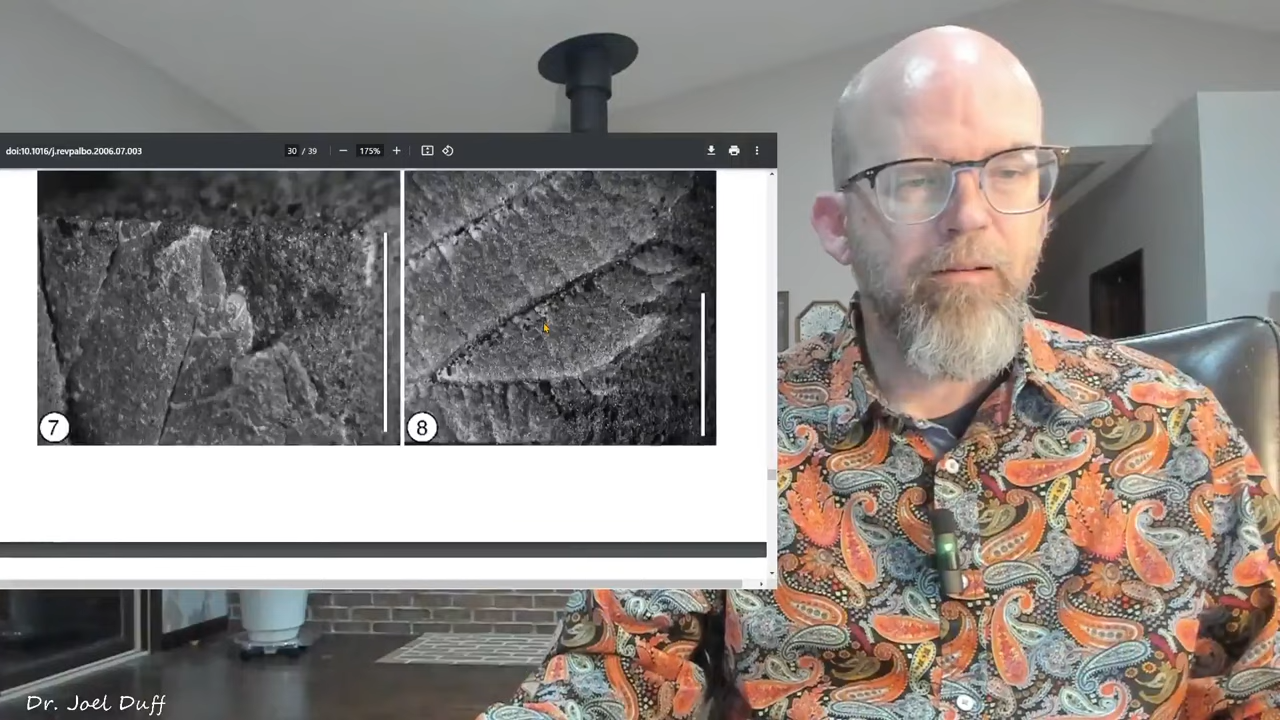 doi:10.1016/j.revpalbo.2006.07.003 30 / 39 − 175% +
7 8
Dr. Joel Duff